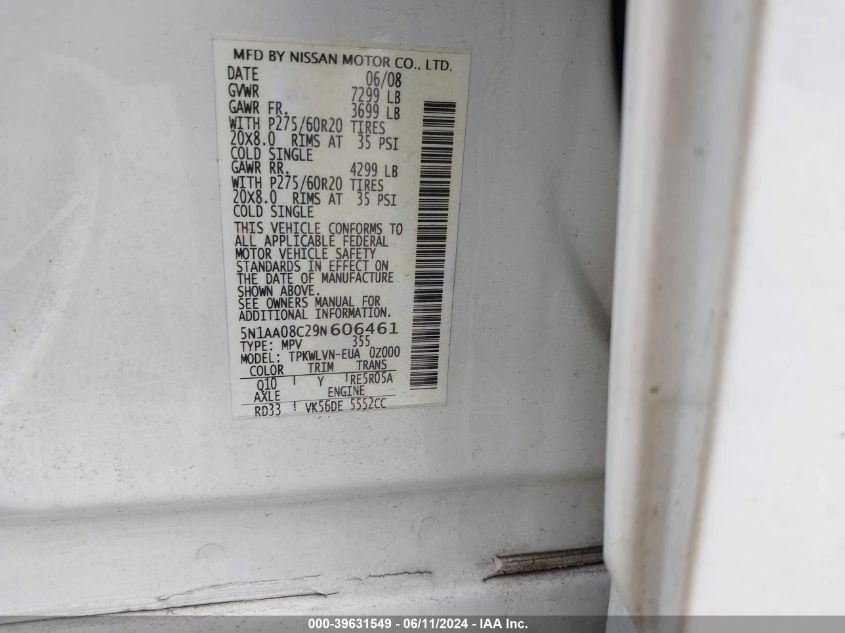 MFD BY NISSAN MOTOR CO., LTD.
DATE 06/08
GVWR 7299 LB
GAWR FR. 3699 LB
WITH P275/60R20 TIRES
20X8.0 RIMS AT 35 PSI
COLD SINGLE
GAWR RR. 4299 LB
WITH P275/60R20 TIRES
20X8.0 RIMS AT 35 PSI
COLD SINGLE
THIS VEHICLE CONFORMS TO
ALL APPLICABLE FEDERAL
MOTOR VEHICLE SAFETY
STANDARDS IN EFFECT ON
THE DATE OF MANUFACTURE
SHOWN ABOVE.
SEE OWNERS MANUAL FOR
ADDITIONAL INFORMATION.
5N1AA08C29N606461
TYPE: MPV 355
MODEL: TPKWLVN-EUA 0Z000
COLOR TRIM TRANS
Q10 Y RE5R05A
AXLE ENGINE
RD33 VK56DE 5552CC
000-39631549 - 06/11/2024 - IAA Inc.